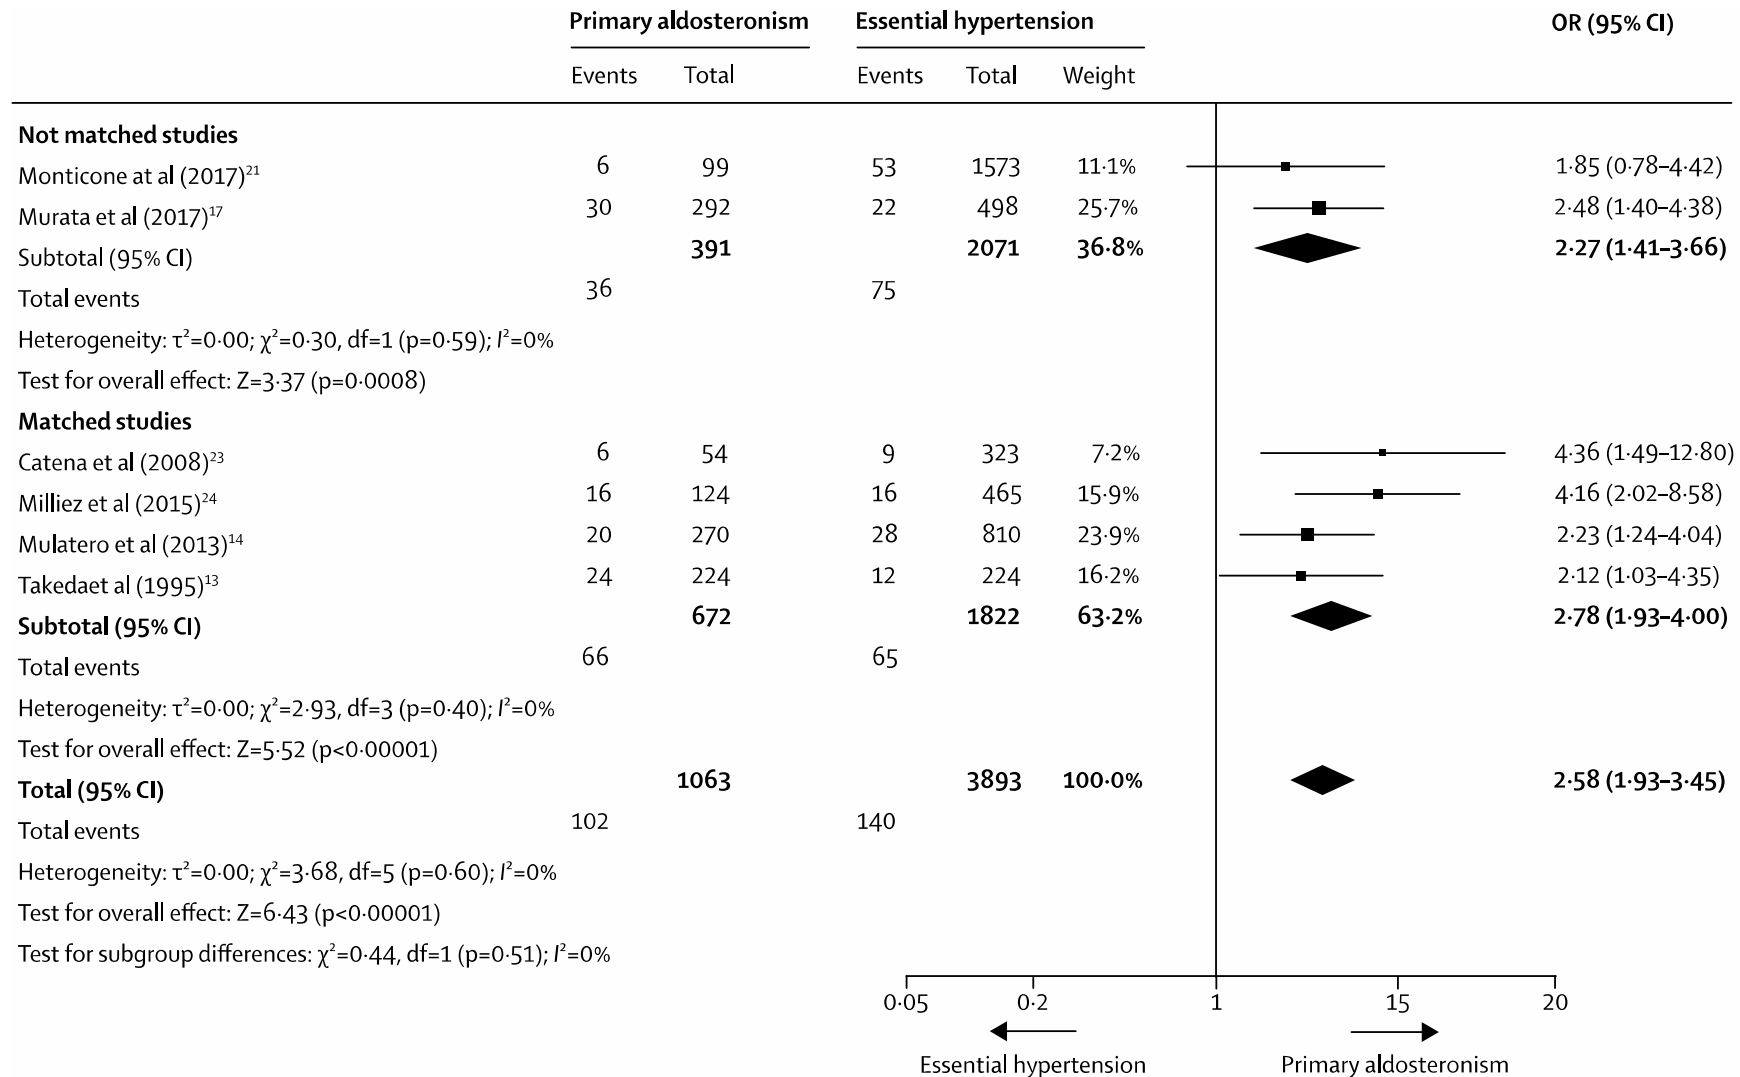 Primary aldosteronism Essential hypertension OR (95% CI)
Events Total Events Total Weight
Not matched studies
Monticone at al (2017)²¹ 6 99 53 1573 11·1% 1·85 (0·78–4·42)
Murata et al (2017)¹⁷ 30 292 22 498 25·7% 2·48 (1·40–4·38)
Subtotal (95% CI) 391 2071 36·8% 2·27 (1·41–3·66)
Total events 36 75
Heterogeneity: τ²=0·00; χ²=0·30, df=1 (p=0·59); I²=0%
Test for overall effect: Z=3·37 (p=0·0008)
Matched studies
Catena et al (2008)²³ 6 54 9 323 7·2% 4·36 (1·49–12·80)
Milliez et al (2015)²⁴ 16 124 16 465 15·9% 4·16 (2·02–8·58)
Mulatero et al (2013)¹⁴ 20 270 28 810 23·9% 2·23 (1·24–4·04)
Takedaet al (1995)¹³ 24 224 12 224 16·2% 2·12 (1·03–4·35)
Subtotal (95% CI) 672 1822 63·2% 2·78 (1·93–4·00)
Total events 66 65
Heterogeneity: τ²=0·00; χ²=2·93, df=3 (p=0·40); I²=0%
Test for overall effect: Z=5·52 (p<0·00001)
Total (95% CI) 1063 3893 100·0% 2·58 (1·93–3·45)
Total events 102 140
Heterogeneity: τ²=0·00; χ²=3·68, df=5 (p=0·60); I²=0%
Test for overall effect: Z=6·43 (p<0·00001)
Test for subgroup differences: χ²=0·44, df=1 (p=0·51); I²=0%
0·05 0·2 1 15 20
Essential hypertension Primary aldosteronism